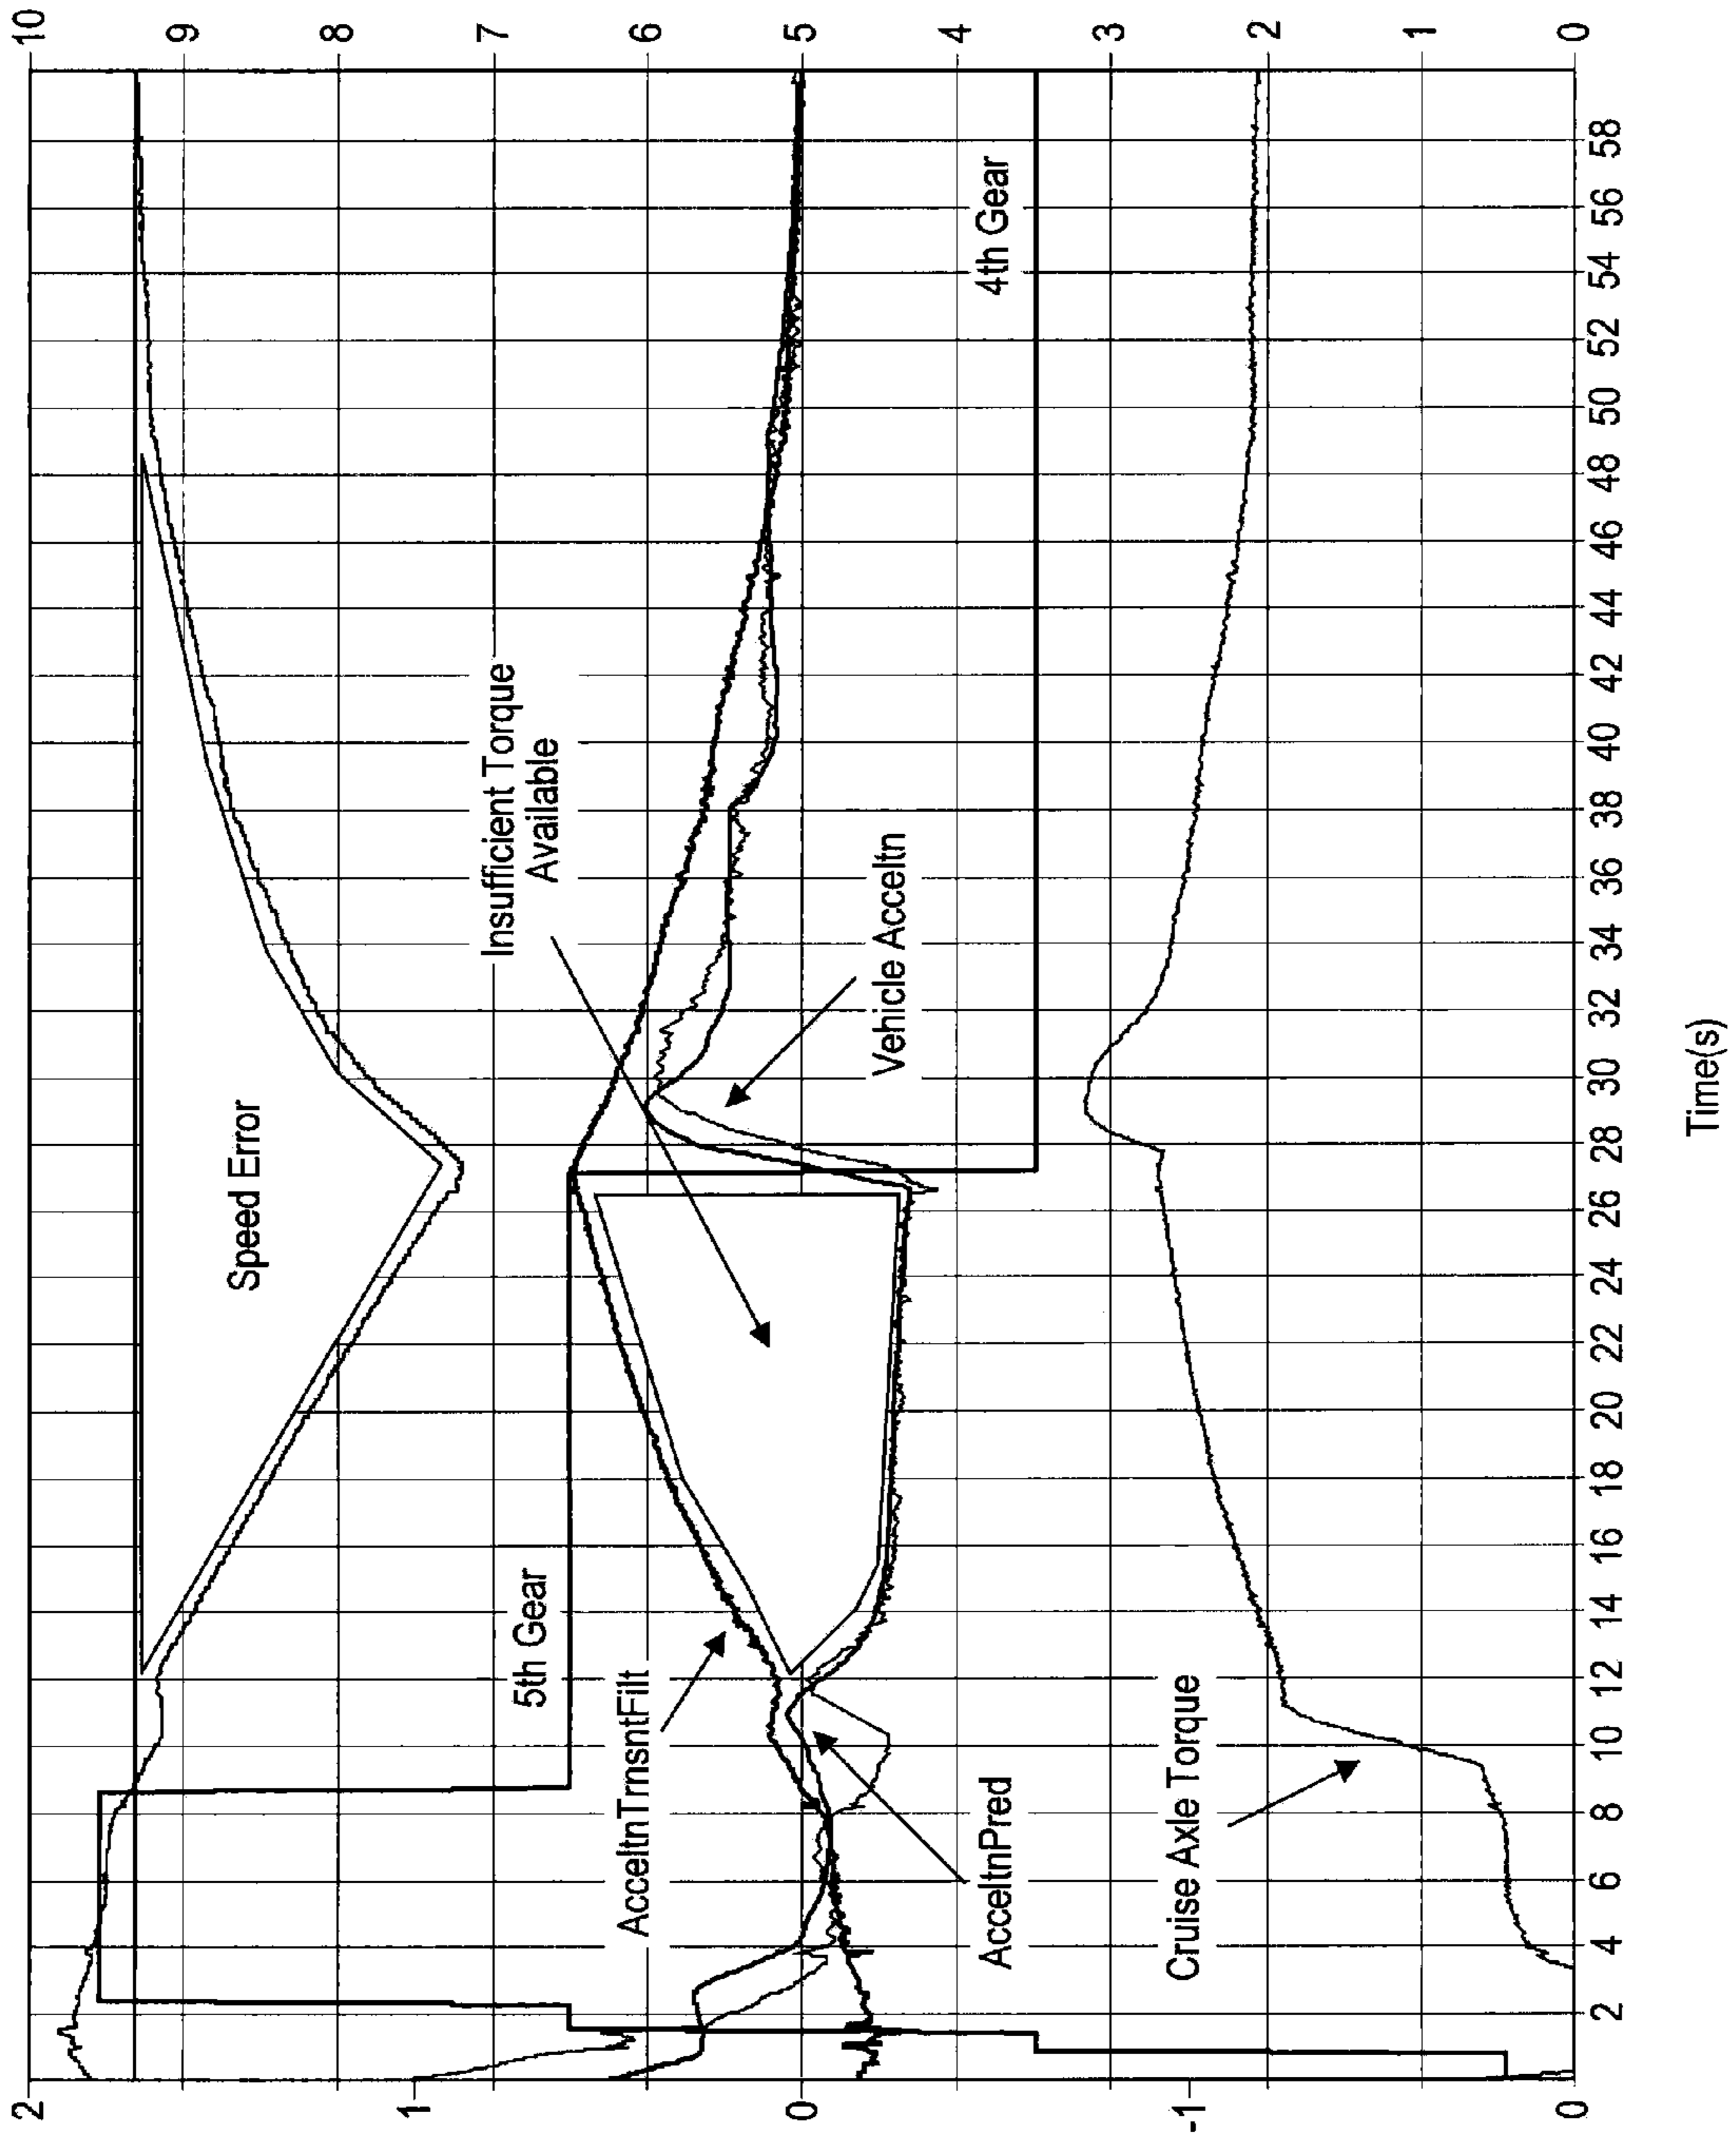 2
1
0
-1
0
10
9
8
7
6
5
4
3
2
1
0
Speed Error
5th Gear
Insufficient Torque
Available
AcceltnTrnsntFilt
AcceltnPred
Vehicle Acceltn
4th Gear
Cruise Axle Torque
2 4 6 8 10 12 14 16 18 20 22 24 26 28 30 32 34 36 38 40 42 44 46 48 50 52 54 56 58
Time(s)